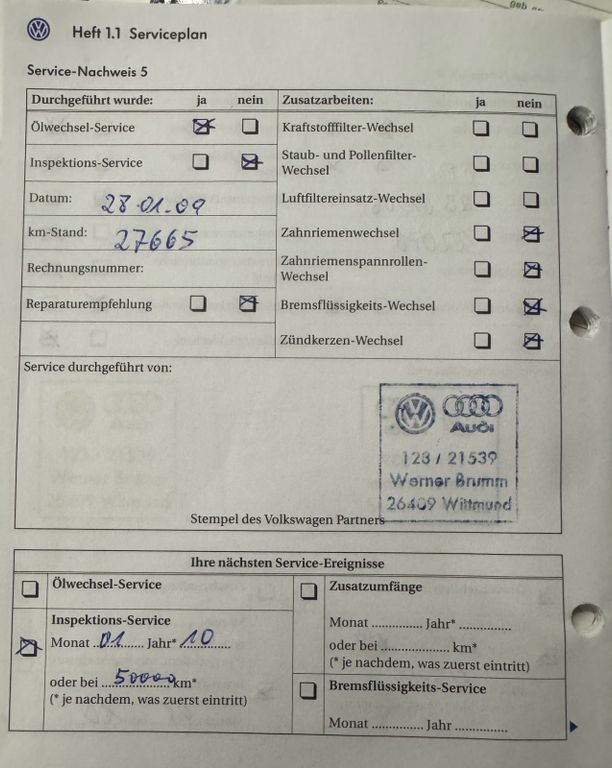 Heft 1.1 Serviceplan
Service-Nachweis 5
Durchgeführt wurde: ja nein
Ölwechsel-Service
Inspektions-Service
Datum: 28.01.09
km-Stand: 27665
Rechnungsnummer:
Reparaturempfehlung
Zusatzarbeiten: ja nein
Kraftstofffilter-Wechsel
Staub- und Pollenfilter-
Wechsel
Luftfiltereinsatz-Wechsel
Zahnriemenwechsel
Zahnriemenspannrollen-
Wechsel
Bremsflüssigkeits-Wechsel
Zündkerzen-Wechsel
Service durchgeführt von:
Audi
123 / 21539
Werner Brumm
26409 Wittmund
Stempel des Volkswagen Partners
Ihre nächsten Service-Ereignisse
Ölwechsel-Service
Inspektions-Service
Monat ..01........ Jahr* .10..........
oder bei ...50000..km*
(* je nachdem, was zuerst eintritt)
Zusatzumfänge
Monat ............... Jahr*...............
oder bei .................... km*
(* je nachdem, was zuerst eintritt)
Bremsflüssigkeits-Service
Monat ............... Jahr ...............